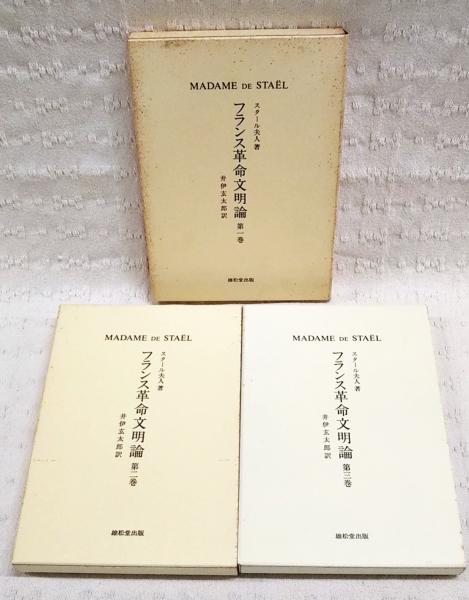 MADAME DE STAËL
スタール夫人著
フランス革命文明論 第一巻
井伊玄太郎訳
雄松堂出版
MADAME DE STAËL
スタール夫人著
フランス革命文明論 第二巻
井伊玄太郎訳
雄松堂出版
MADAME DE STAËL
スタール夫人著
フランス革命文明論 第三巻
井伊玄太郎訳
雄松堂出版